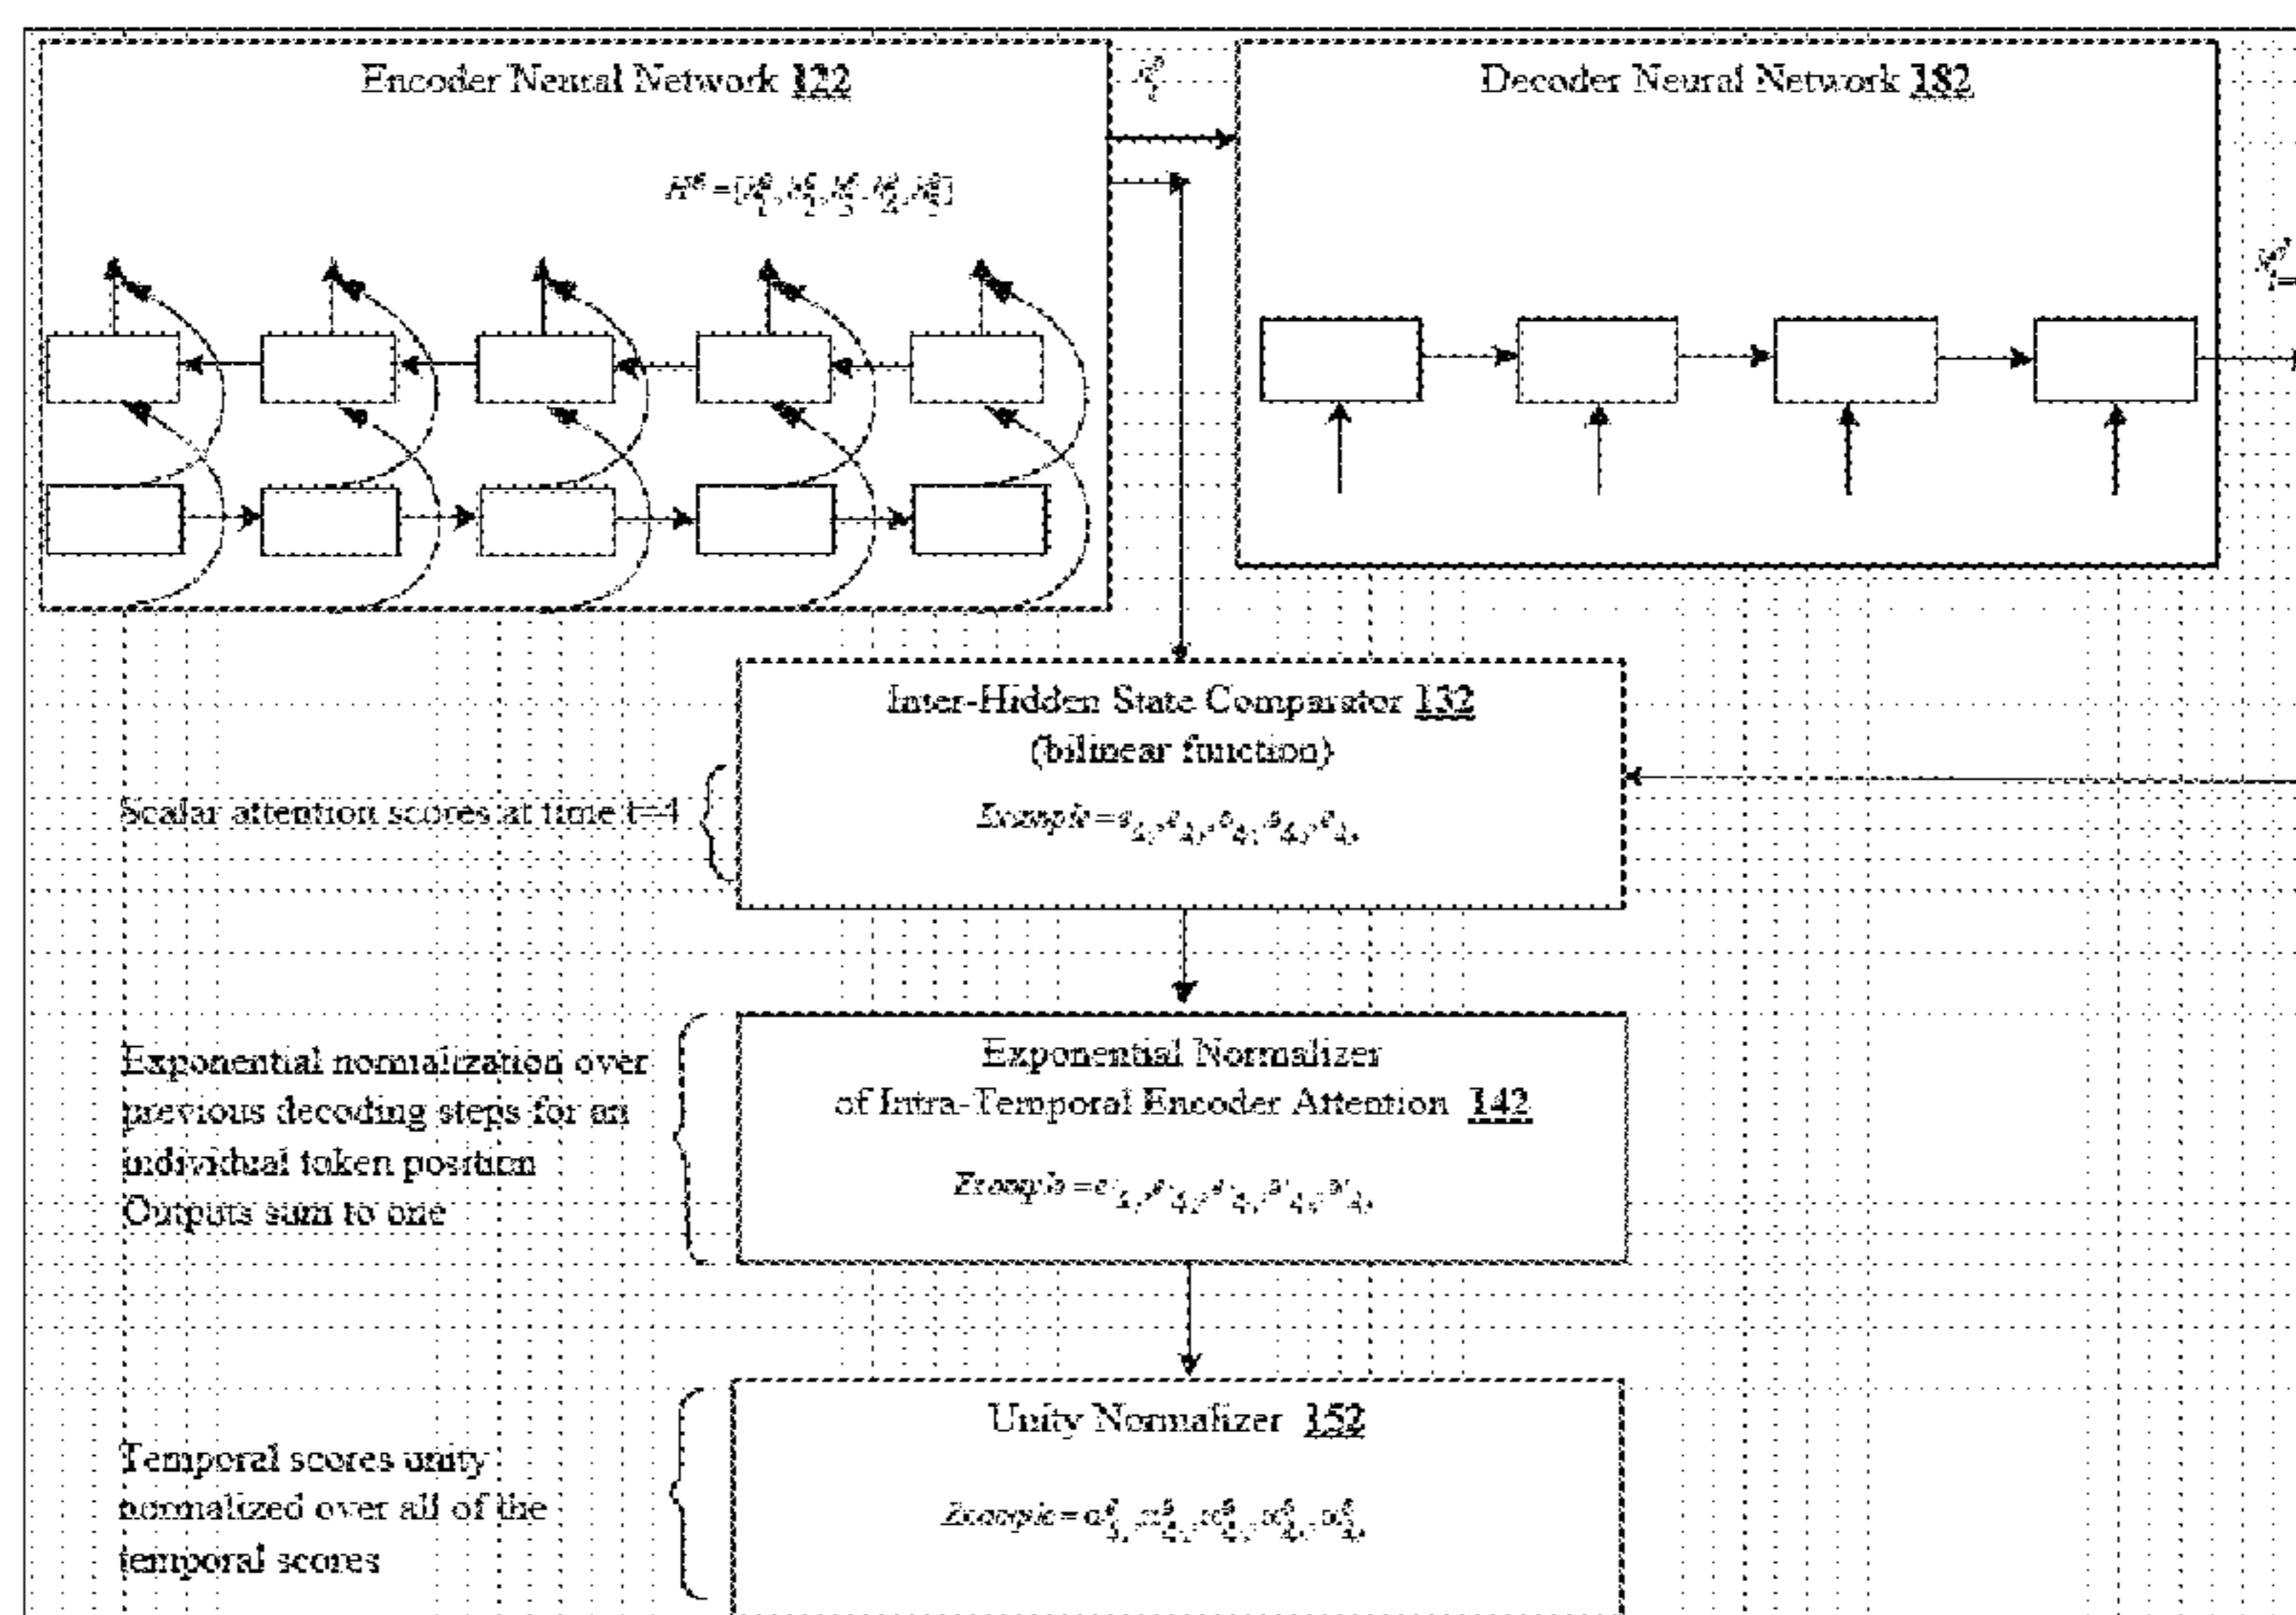 Encoder Neural Network 122
Decoder Neural Network 182
Inter-Hidden State Comparator 132
(bilinear function)
Scalar attention scores at time t=4
Example=
Exponential normalization over
previous decoding steps for an
individual token position
Outputs sum to one
Exponential Normalizer
of Intra-Temporal Encoder Attention 142
Example=
Temporal scores unity
normalized over all of the
temporal scores
Unity Normalizer 152
Example=